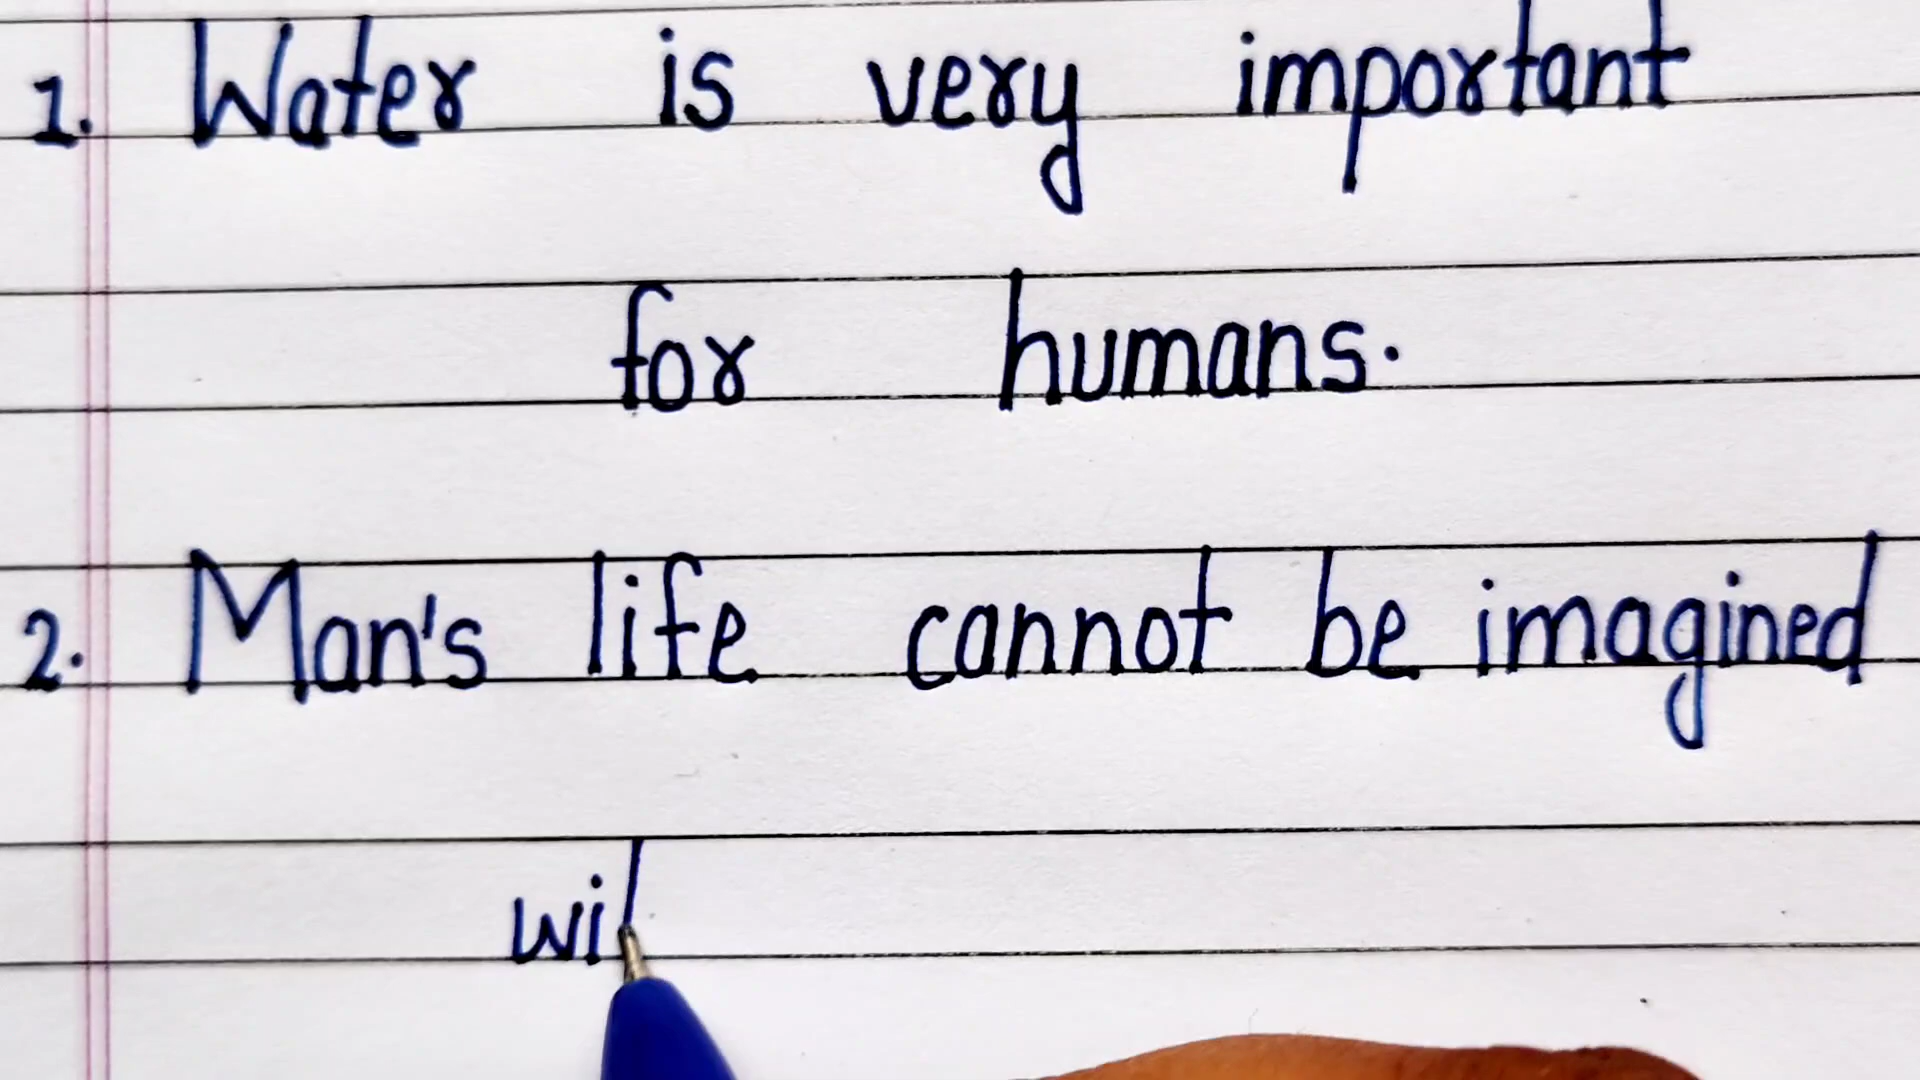 1. Water is very important
for humans.
2. Man's life cannot be imagined
wi